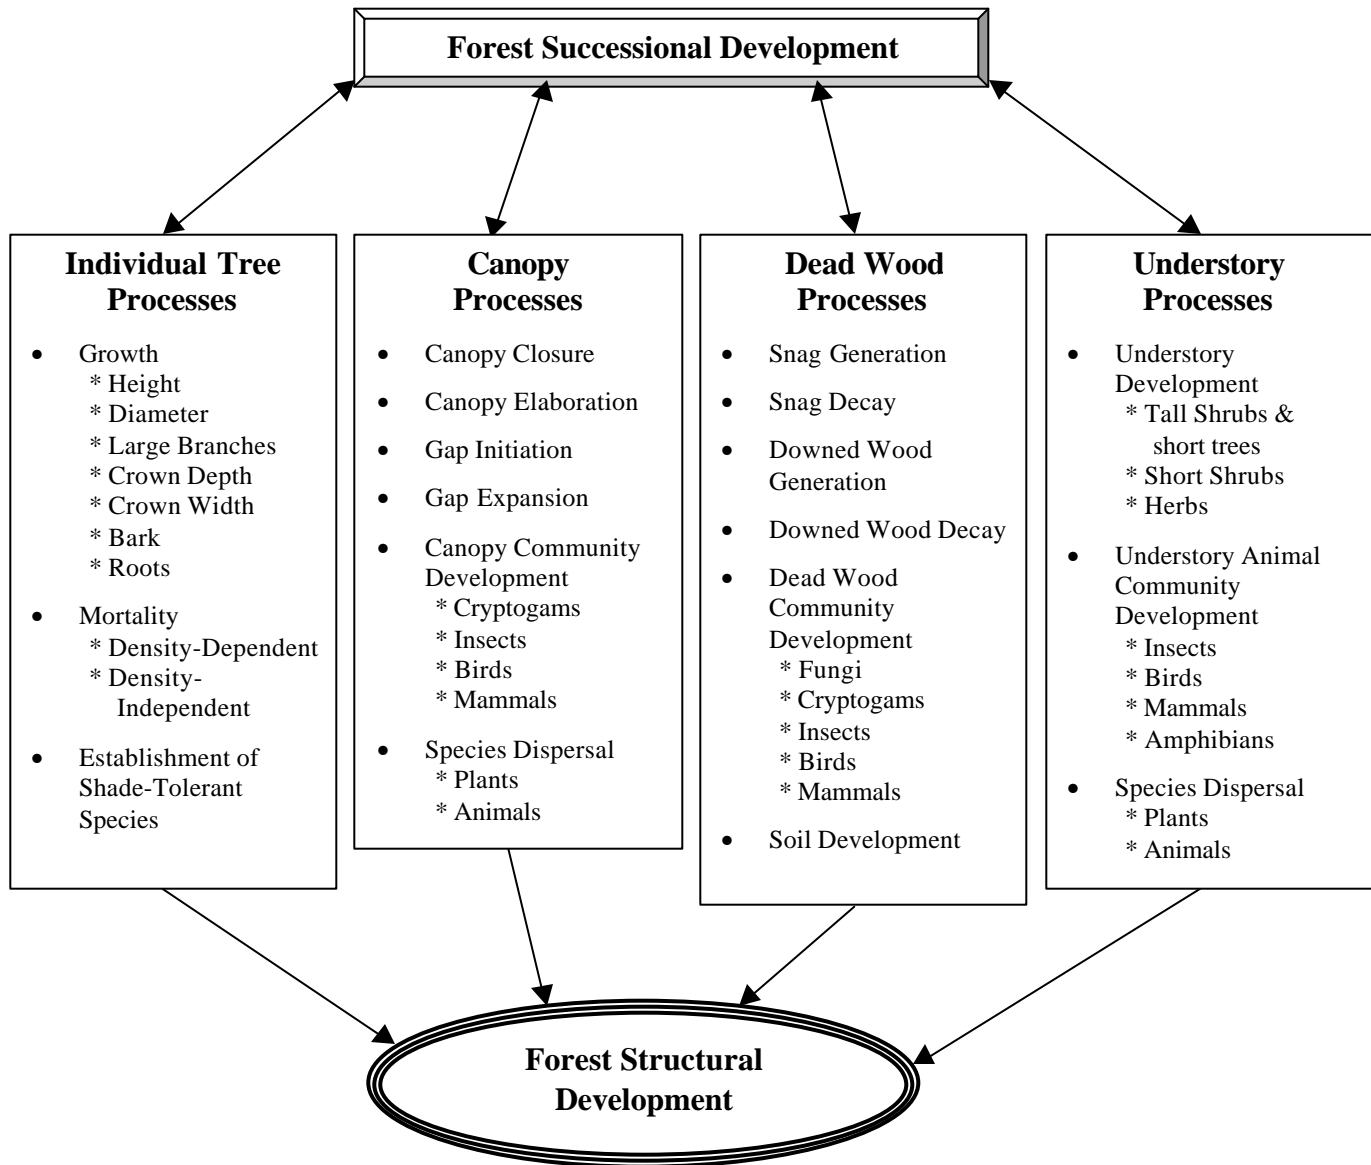 Forest Successional Development
Individual Tree
Processes
• Growth
* Height
* Diameter
* Large Branches
* Crown Depth
* Crown Width
* Bark
* Roots
• Mortality
* Density-Dependent
* Density-
Independent
• Establishment of
Shade-Tolerant
Species
Canopy
Processes
• Canopy Closure
• Canopy Elaboration
• Gap Initiation
• Gap Expansion
• Canopy Community
Development
* Cryptogams
* Insects
* Birds
* Mammals
• Species Dispersal
* Plants
* Animals
Dead Wood
Processes
• Snag Generation
• Snag Decay
• Downed Wood
Generation
• Downed Wood Decay
• Dead Wood
Community
Development
* Fungi
* Cryptogams
* Insects
* Birds
* Mammals
• Soil Development
Understory
Processes
• Understory
Development
* Tall Shrubs &
short trees
* Short Shrubs
* Herbs
• Understory Animal
Community
Development
* Insects
* Birds
* Mammals
* Amphibians
• Species Dispersal
* Plants
* Animals
Forest Structural
Development